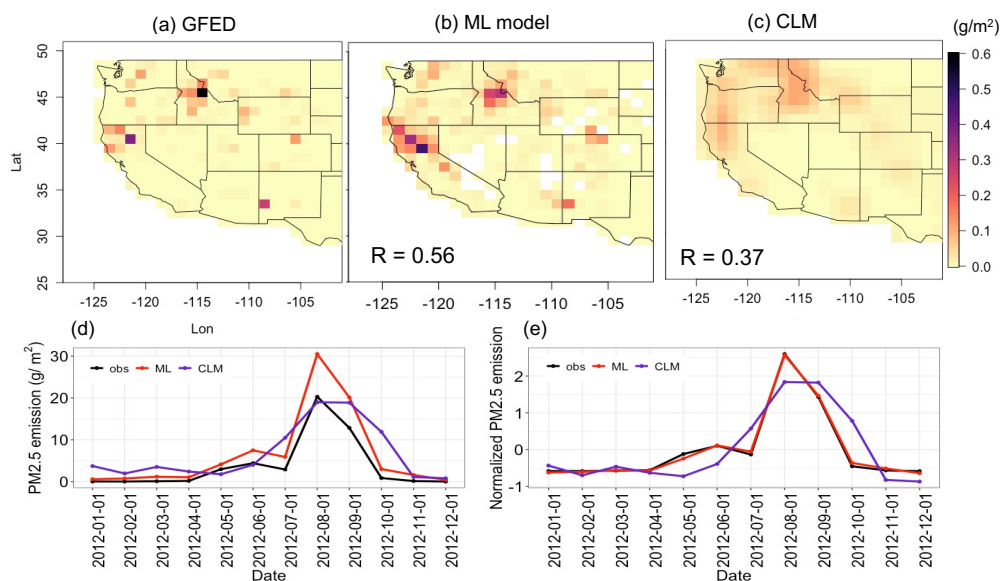 (a) GFED
(b) ML model
(c) CLM
(g/m²)
50
45
40
35
30
25
Lat
R = 0.56
R = 0.37
0.6
0.5
0.4
0.3
0.2
0.1
0.0
-125 -120 -115 -110 -105
-125 -120 -115 -110 -105
-125 -120 -115 -110 -105
Lon
(d)
PM2.5 emission (g/ m²)
30
20
10
0
obs ML CLM
2012-01-01
2012-02-01
2012-03-01
2012-04-01
2012-05-01
2012-06-01
2012-07-01
2012-08-01
2012-09-01
2012-10-01
2012-11-01
2012-12-01
Date
(e)
Normalized PM2.5 emission
2
1
0
-1
obs ML CLM
2012-01-01
2012-02-01
2012-03-01
2012-04-01
2012-05-01
2012-06-01
2012-07-01
2012-08-01
2012-09-01
2012-10-01
2012-11-01
2012-12-01
Date